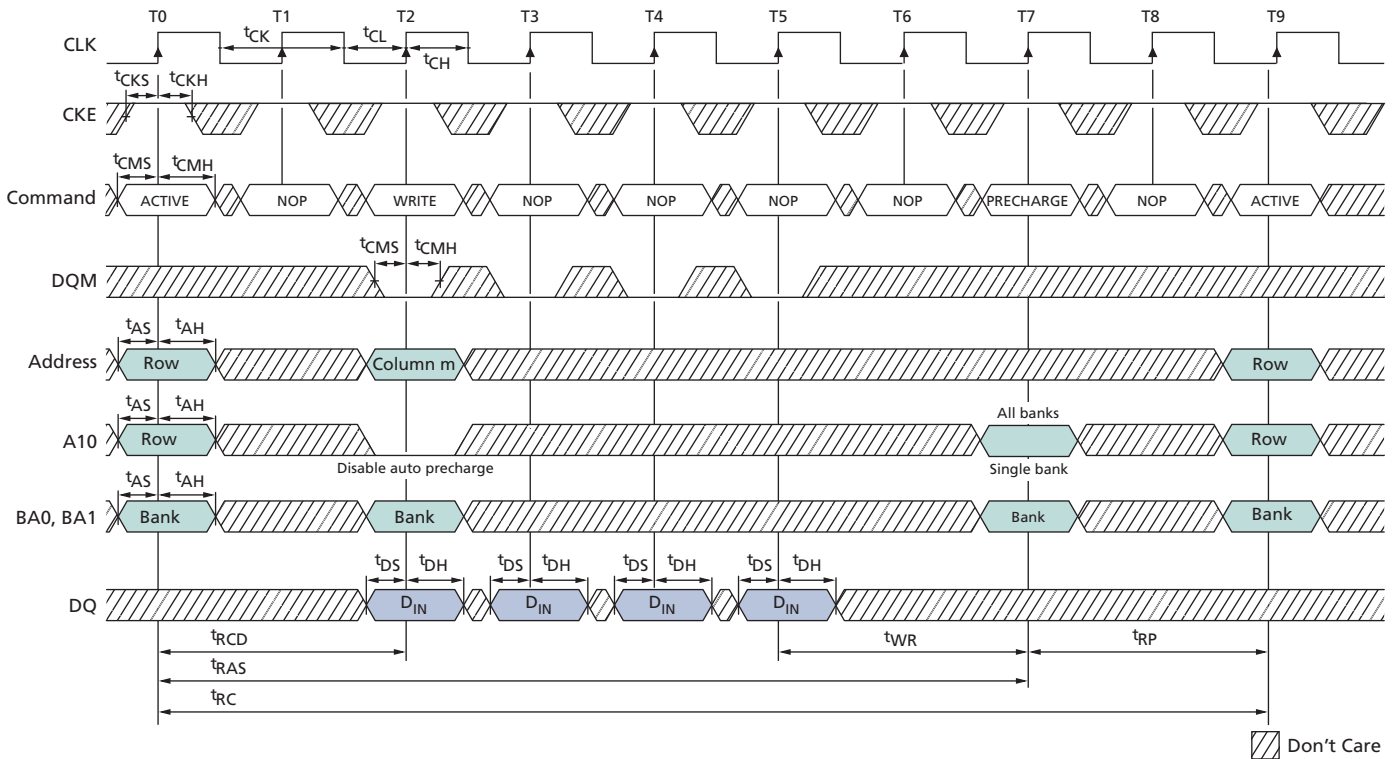 T0 T1 T2 T3 T4 T5 T6 T7 T8 T9
CLK tCK tCL tCH
tCKS tCKH
CKE
tCMS tCMH
Command ACTIVE NOP WRITE NOP NOP NOP NOP PRECHARGE NOP ACTIVE
tCMS tCMH
DQM
tAS tAH
Address Row Column m Row
tAS tAH All banks
A10 Row Row
Disable auto precharge Single bank
tAS tAH
BA0, BA1 Bank Bank Bank Bank
tDS tDH tDS tDH tDS tDH tDS tDH
DQ DIN DIN DIN DIN
tRCD tWR tRP
tRAS
tRC
Don't Care